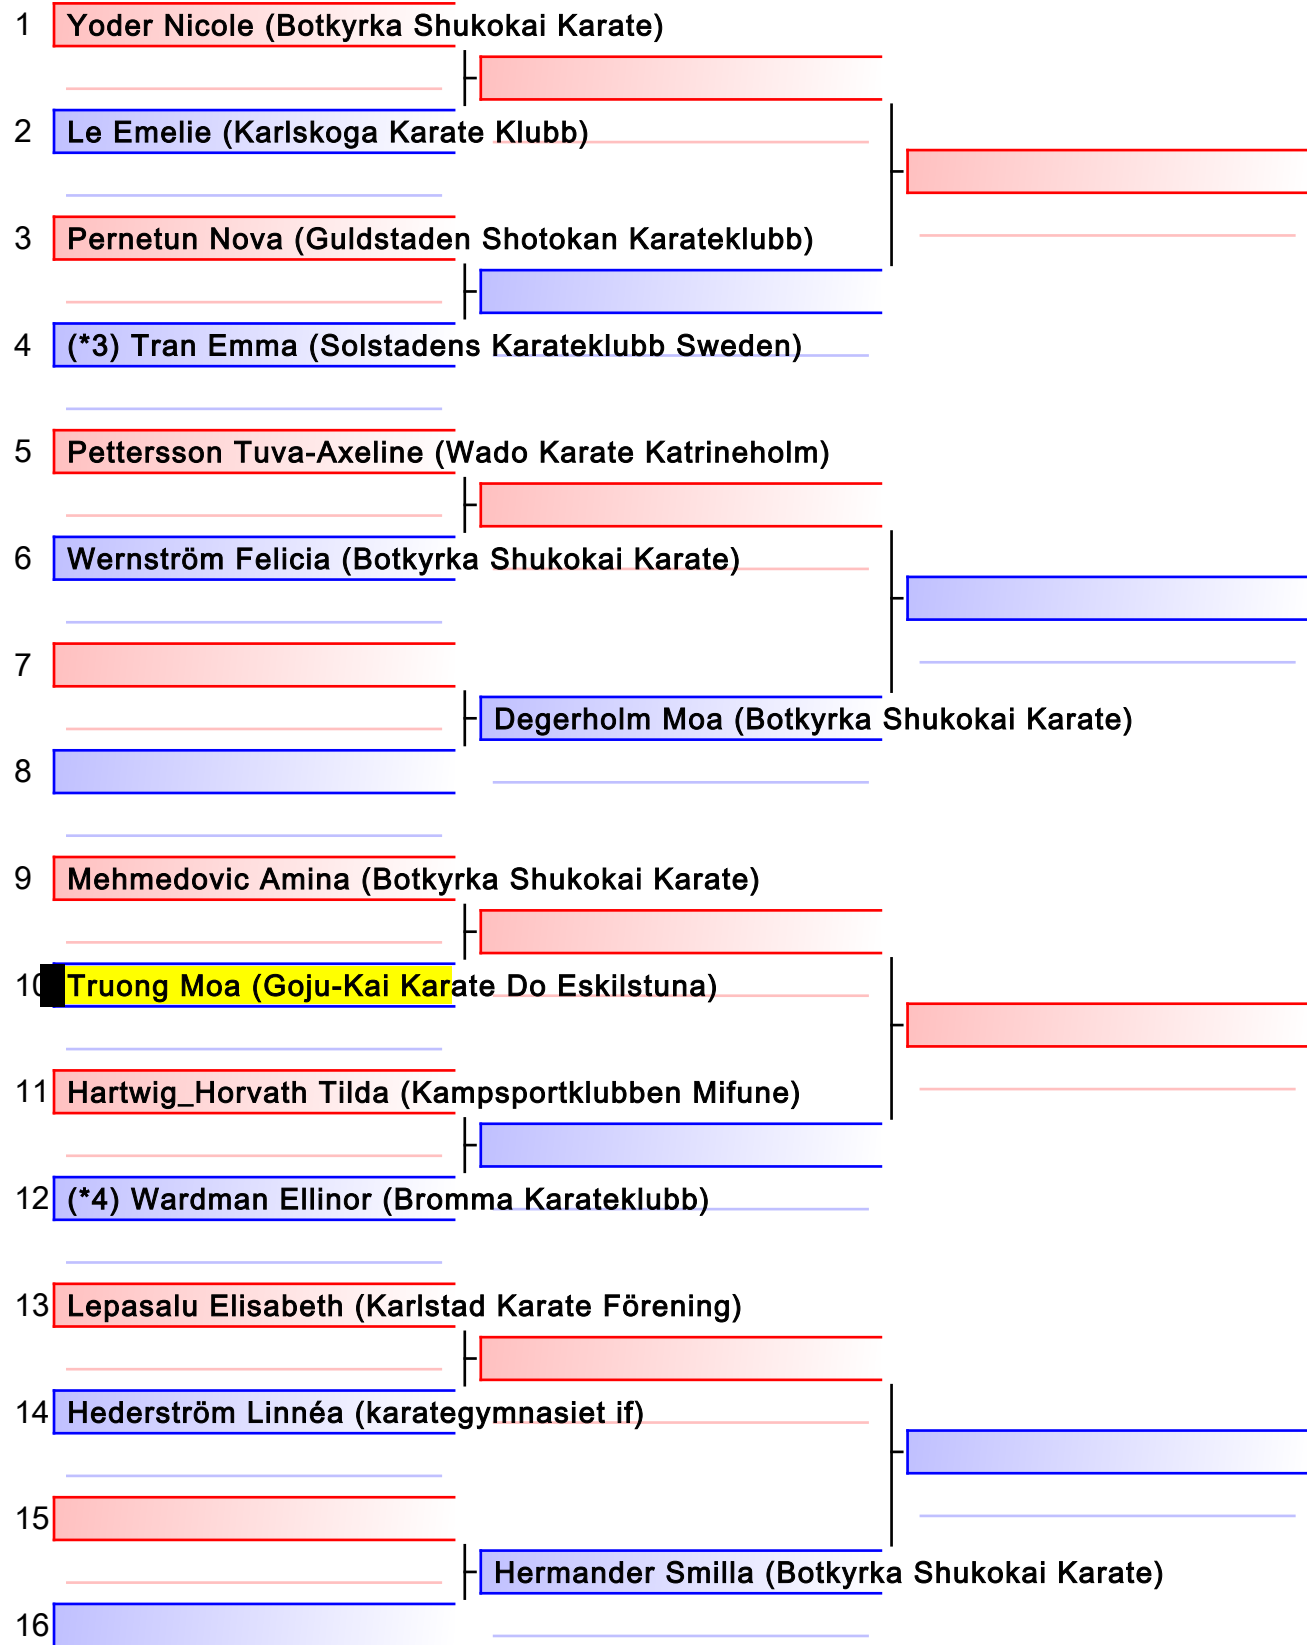 1 Yoder Nicole (Botkyrka Shukokai Karate)
2 Le Emelie (Karlskoga Karate Klubb)
3 Pernetun Nova (Guldstaden Shotokan Karateklubb)
4 (*3) Tran Emma (Solstadens Karateklubb Sweden)
5 Pettersson Tuva-Axeline (Wado Karate Katrineholm)
6 Wernström Felicia (Botkyrka Shukokai Karate)
7
Degerholm Moa (Botkyrka Shukokai Karate)
8
9 Mehmedovic Amina (Botkyrka Shukokai Karate)
10 Truong Moa (Goju-Kai Karate Do Eskilstuna)
11 Hartwig_Horvath Tilda (Kampsportklubben Mifune)
12 (*4) Wardman Ellinor (Bromma Karateklubb)
13 Lepasalu Elisabeth (Karlstad Karate Förening)
14 Hederström Linnéa (karategymnasiet if)
15
Hermander Smilla (Botkyrka Shukokai Karate)
16